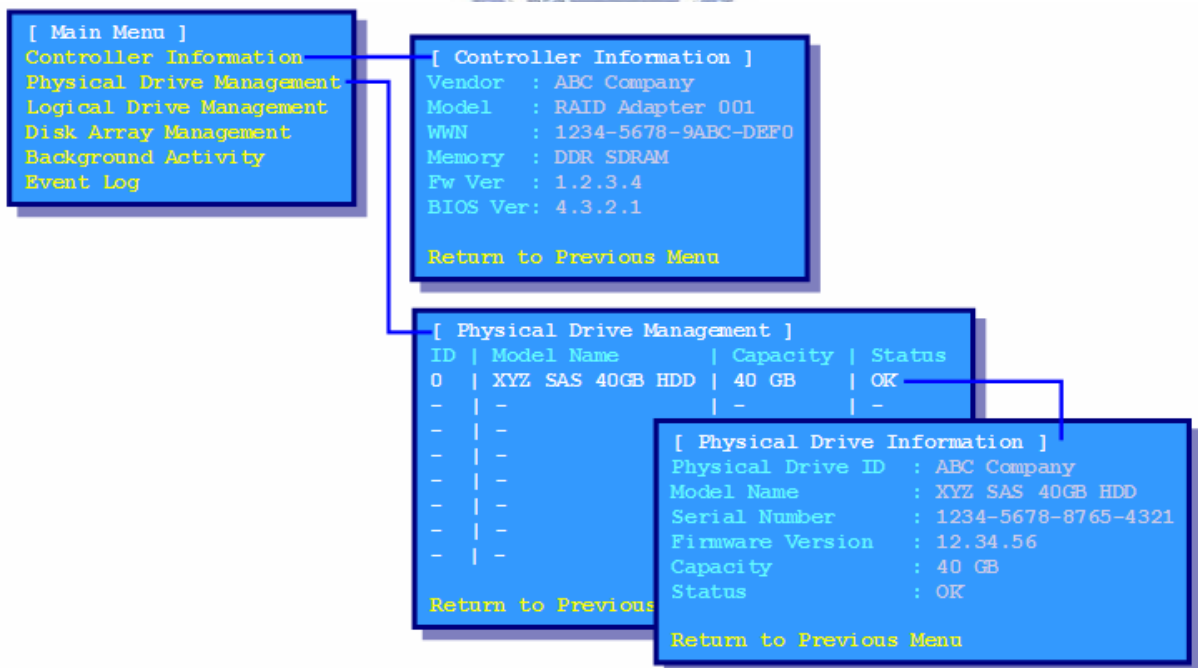 [ Main Menu ]
Controller Information
Physical Drive Management
Logical Drive Management
Disk Array Management
Background Activity
Event Log
[ Controller Information ]
Vendor : ABC Company
Model : RAID Adapter 001
WWN : 1234-5678-9ABC-DEF0
Memory : DDR SDRAM
Fw Ver : 1.2.3.4
BIOS Ver: 4.3.2.1
Return to Previous Menu
[ Physical Drive Management ]
ID | Model Name | Capacity | Status
0 | XYZ SAS 40GB HDD | 40 GB | OK
- | - | - | -
- | -
- | -
- | -
- | -
- | -
- | -
Return to Previous
[ Physical Drive Information ]
Physical Drive ID : ABC Company
Model Name : XYZ SAS 40GB HDD
Serial Number : 1234-5678-8765-4321
Firmware Version : 12.34.56
Capacity : 40 GB
Status : OK
Return to Previous Menu